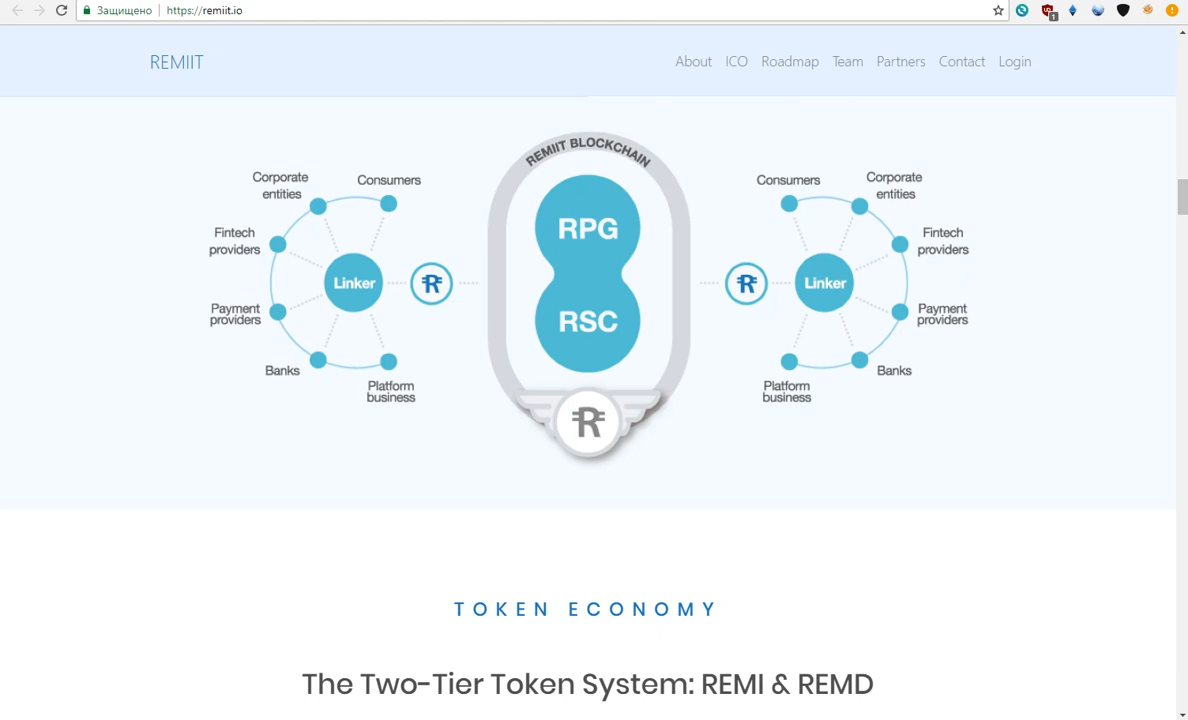 Защищено https://remiit.io
1
REMIIT
About ICO Roadmap Team Partners Contact Login
REMIIT BLOCKCHAIN
Corporate
entities
Consumers
Fintech
providers
Linker
Payment
providers
Banks
Platform
business
RPG
RSC
Consumers
Corporate
entities
Fintech
providers
Linker
Payment
providers
Banks
Platform
business
TOKEN ECONOMY
The Two-Tier Token System: REMI & REMD